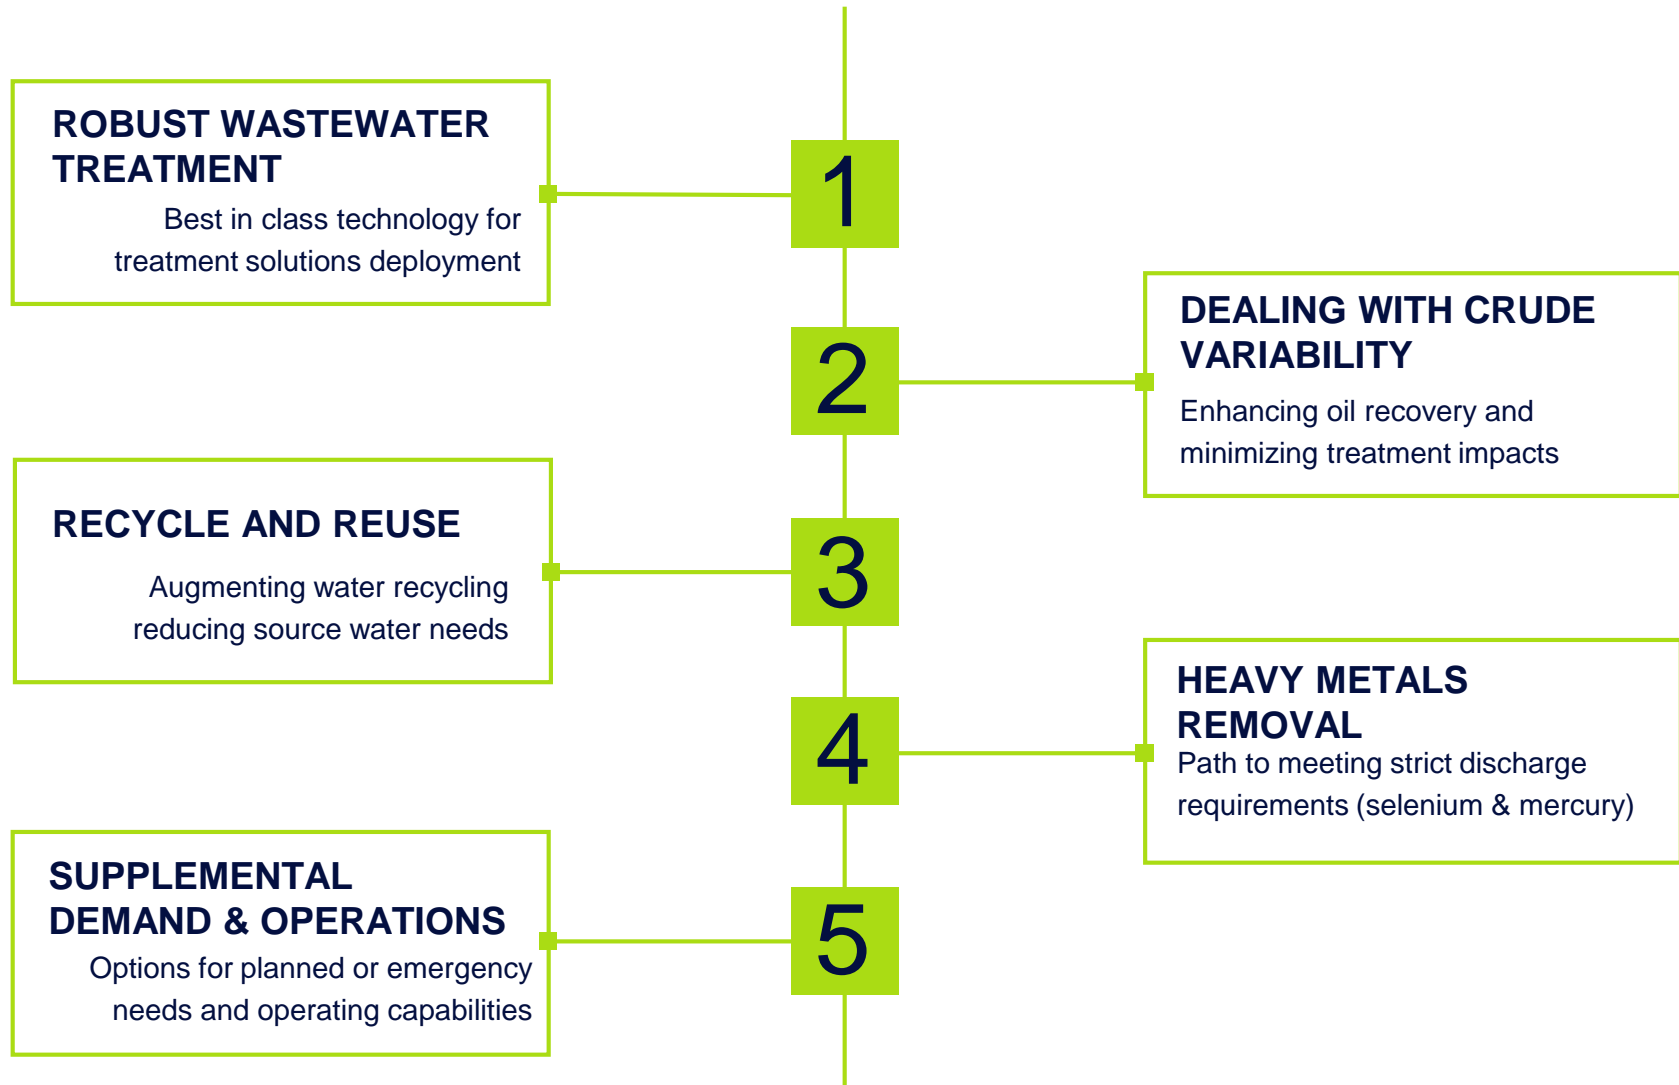 ROBUST WASTEWATER
TREATMENT
Best in class technology for
treatment solutions deployment
1
2
DEALING WITH CRUDE
VARIABILITY
Enhancing oil recovery and
minimizing treatment impacts
RECYCLE AND REUSE
Augmenting water recycling
reducing source water needs
3
4
HEAVY METALS
REMOVAL
Path to meeting strict discharge
requirements (selenium & mercury)
SUPPLEMENTAL
DEMAND & OPERATIONS
Options for planned or emergency
needs and operating capabilities
5